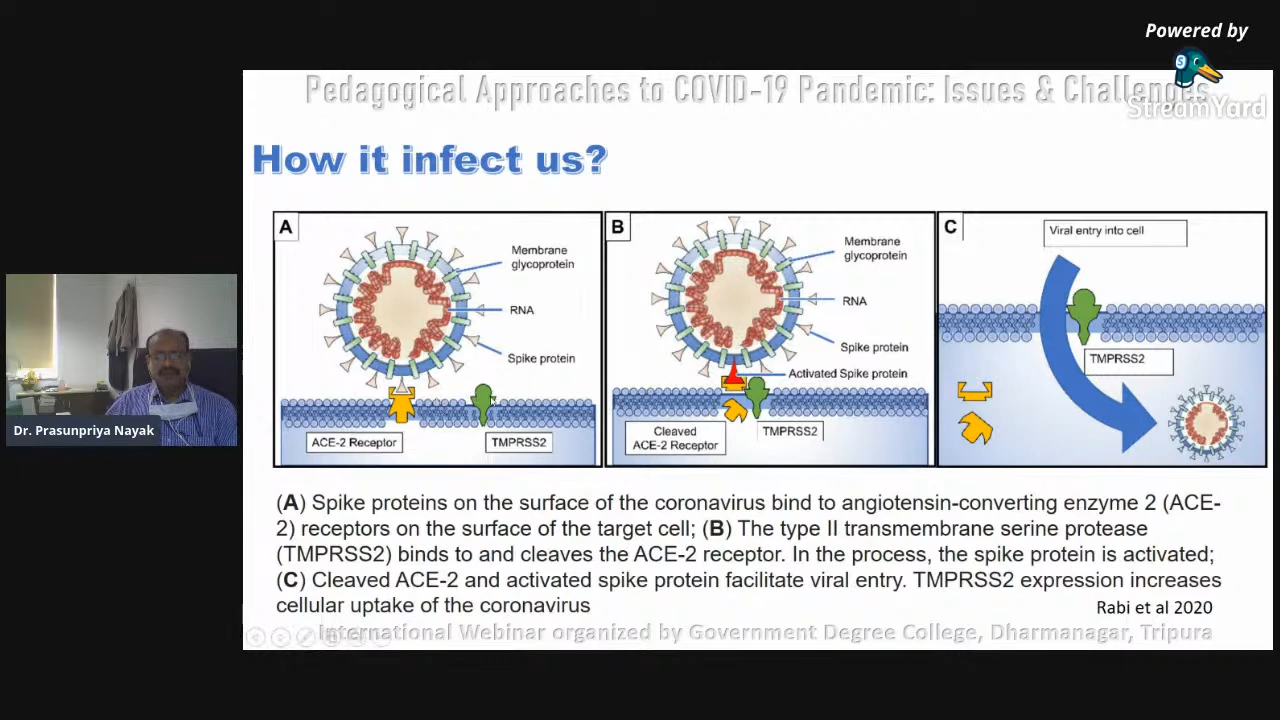 Powered by
StreamYard
Pedagogical Approaches to COVID-19 Pandemic: Issues & Challenges
How it infect us?
A
Membrane
glycoprotein
RNA
Spike protein
ACE-2 Receptor
TMPRSS2
B
Membrane
glycoprotein
RNA
Spike protein
Activated Spike protein
Cleaved
ACE-2 Receptor
TMPRSS2
C
Viral entry into cell
TMPRSS2
Dr. Prasunpriya Nayak
(A) Spike proteins on the surface of the coronavirus bind to angiotensin-converting enzyme 2 (ACE-
2) receptors on the surface of the target cell; (B) The type II transmembrane serine protease
(TMPRSS2) binds to and cleaves the ACE-2 receptor. In the process, the spike protein is activated;
(C) Cleaved ACE-2 and activated spike protein facilitate viral entry. TMPRSS2 expression increases
cellular uptake of the coronavirus
Rabi et al 2020
International Webinar organized by Government Degree College, Dharmanagar, Tripura